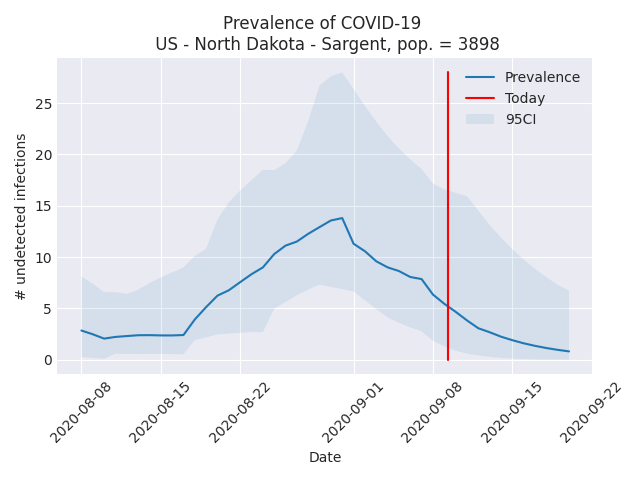 Prevalence of COVID-19
US - North Dakota - Sargent, pop. = 3898
Prevalence
Today
95CI
# undetected infections
25
20
15
10
5
0
2020-08-08
2020-08-15
2020-08-22
2020-09-01
2020-09-08
2020-09-15
2020-09-22
Date